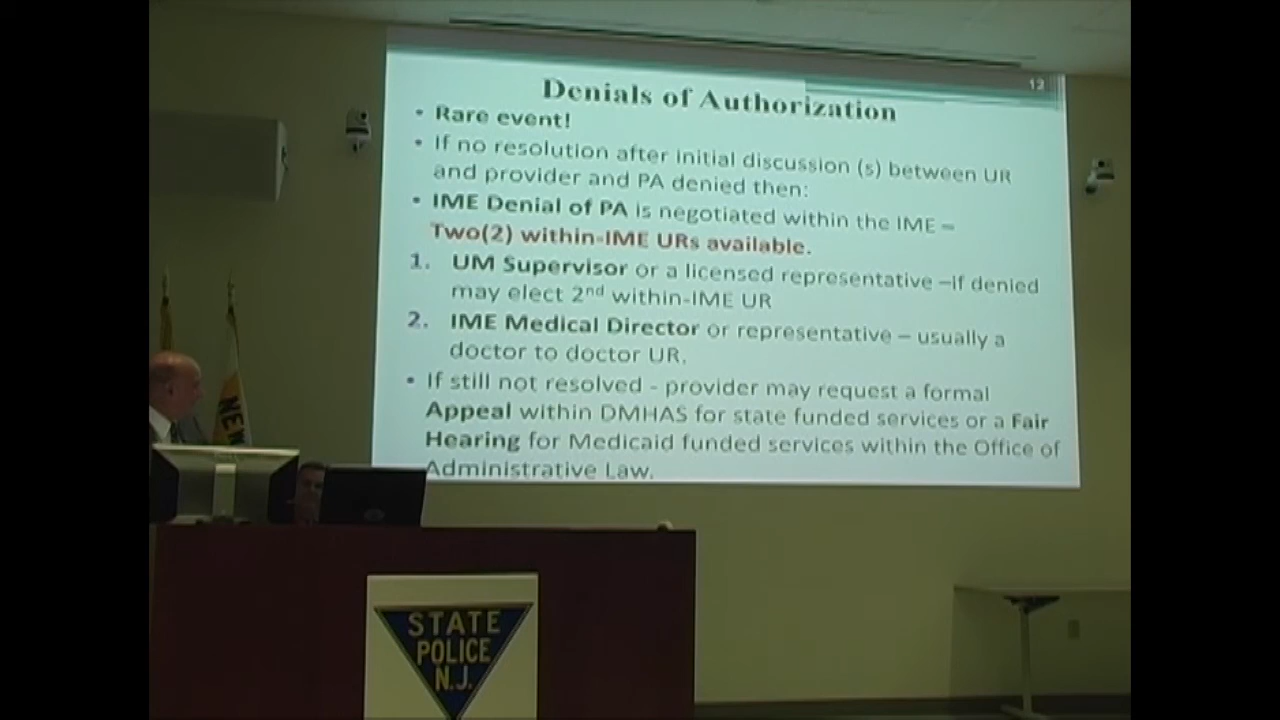 12
Denials of Authorization
• Rare event!
• If no resolution after initial discussion (s) between UR
and provider and PA denied then:
• IME Denial of PA is negotiated within the IME –
Two(2) within-IME URs available.
1. UM Supervisor or a licensed representative –if denied
may elect 2nd within-IME UR
2. IME Medical Director or representative – usually a
doctor to doctor UR.
• If still not resolved - provider may request a formal
Appeal within DMHAS for state funded services or a Fair
Hearing for Medicaid funded services within the Office of
Administrative Law.
NEW
STATE
POLICE
N.J.